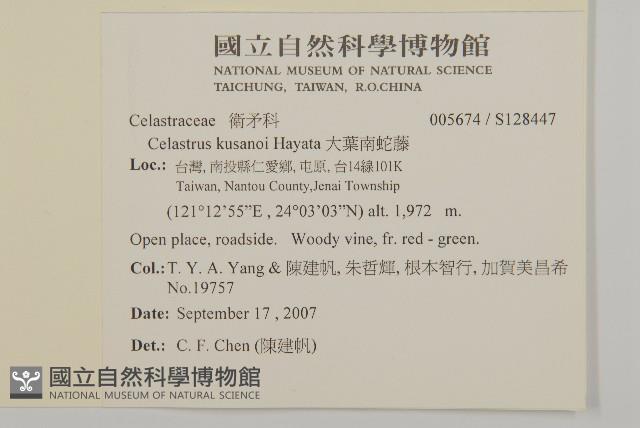 國立自然科學博物館
NATIONAL MUSEUM OF NATURAL SCIENCE
TAICHUNG, TAIWAN, R.O.CHINA
Celastraceae 衛矛科 005674 / S128447
Celastrus kusanoi Hayata 大葉南蛇藤
Loc.: 台灣, 南投縣仁愛鄉, 屯原, 台14線101K
Taiwan, Nantou County,Jenai Township
(121°12'55”E , 24°03'03”N) alt. 1,972 m.
Open place, roadside. Woody vine, fr. red - green.
Col.: T. Y. A. Yang & 陳建帆, 朱哲輝, 根本智行, 加賀美昌希
No.19757
Date: September 17 , 2007
Det.: C. F. Chen (陳建帆)
國立自然科學博物館
NATIONAL MUSEUM OF NATURAL SCIENCE